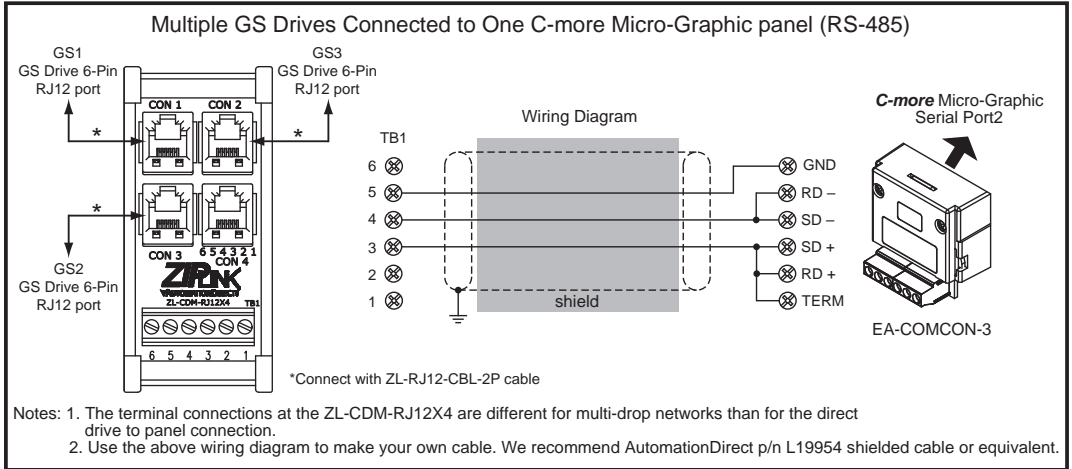 Multiple GS Drives Connected to One C-more Micro-Graphic panel (RS-485)
GS1
GS Drive 6-Pin
RJ12 port
GS3
GS Drive 6-Pin
RJ12 port
CON 1
CON 2
*
*
*
GS2
GS Drive 6-Pin
RJ12 port
CON 3
6 5 4 3 2 1
CON 4
ZIPLINK
AUTOMATIONDIRECT
ZL-CDM-RJ12X4
TB1
6 5 4 3 2 1
*Connect with ZL-RJ12-CBL-2P cable
Wiring Diagram
TB1
6
5
4
3
2
1
shield
GND
RD –
SD –
SD +
RD +
TERM
C-more Micro-Graphic
Serial Port2
EA-COMCON-3
Notes: 1. The terminal connections at the ZL-CDM-RJ12X4 are different for multi-drop networks than for the direct
drive to panel connection.
2. Use the above wiring diagram to make your own cable. We recommend AutomationDirect p/n L19954 shielded cable or equivalent.